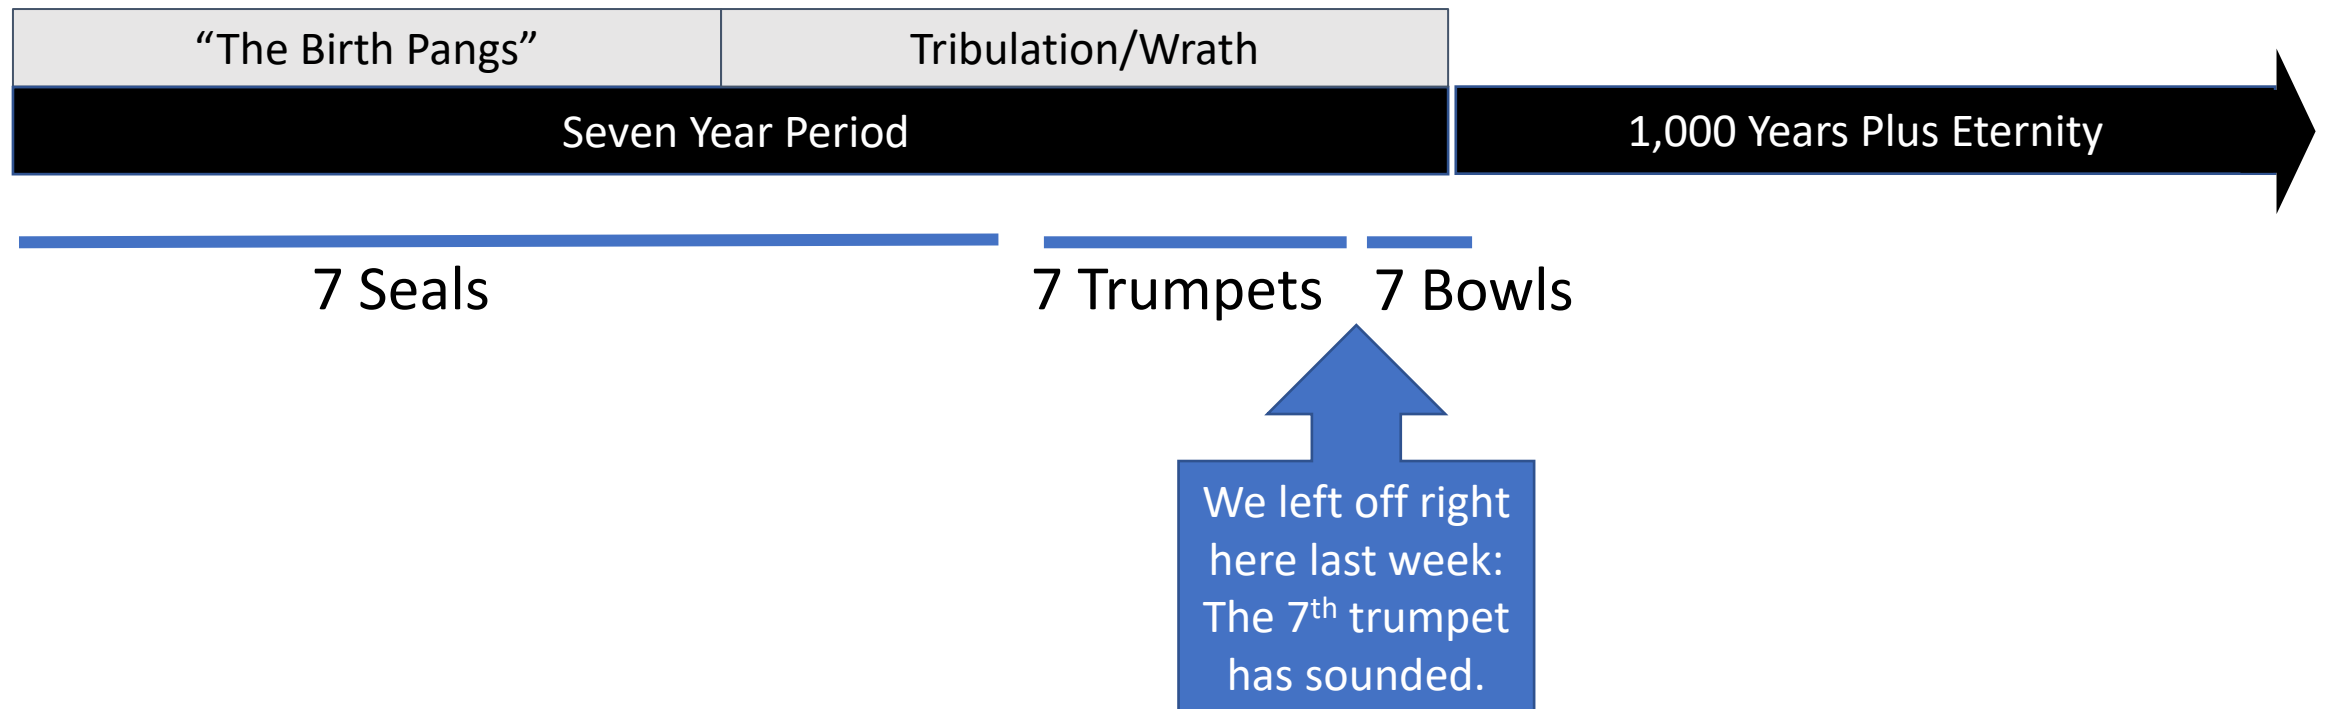 “The Birth Pangs”
Tribulation/Wrath
Seven Year Period
1,000 Years Plus Eternity
7 Seals
7 Trumpets
7 Bowls
We left off right
here last week:
The 7th trumpet
has sounded.